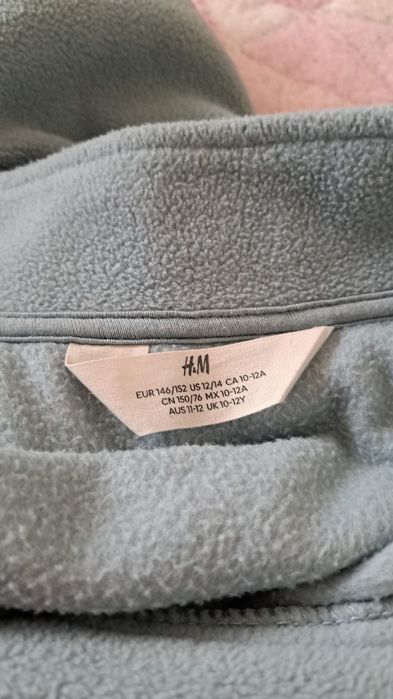 H&M
EUR 146/152 US 12/14 CA 10-12A
CN 150/76 MX 10-12A
AUS 11-12 UK 10-12Y